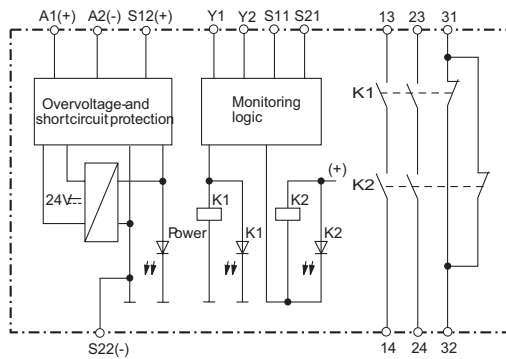 A1(+) A2(-) S12(+) Y1 Y2 S11 S21 13 23 31
Overvoltage-and
shortcircuit protection
Monitoring
logic
K1
(+)
24V
K1
K2
K2
Power
K1
K2
S22(-)
14 24 32